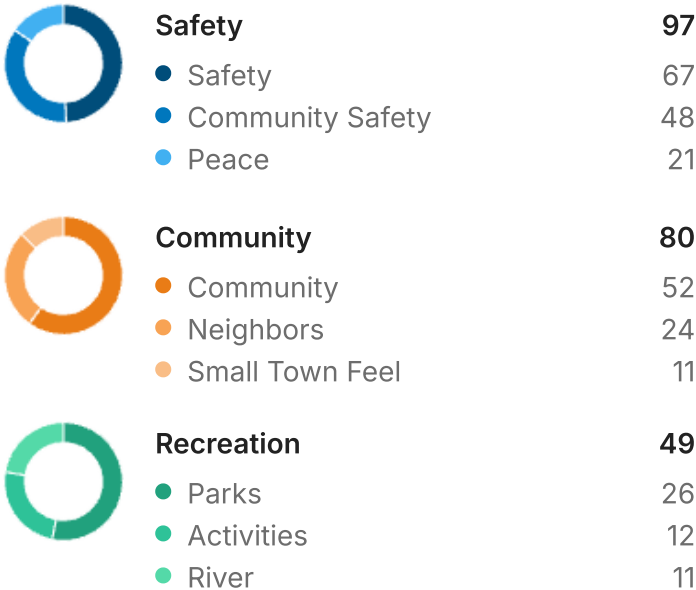 Safety 97
Safety 67
Community Safety 48
Peace 21
Community 80
Community 52
Neighbors 24
Small Town Feel 11
Recreation 49
Parks 26
Activities 12
River 11